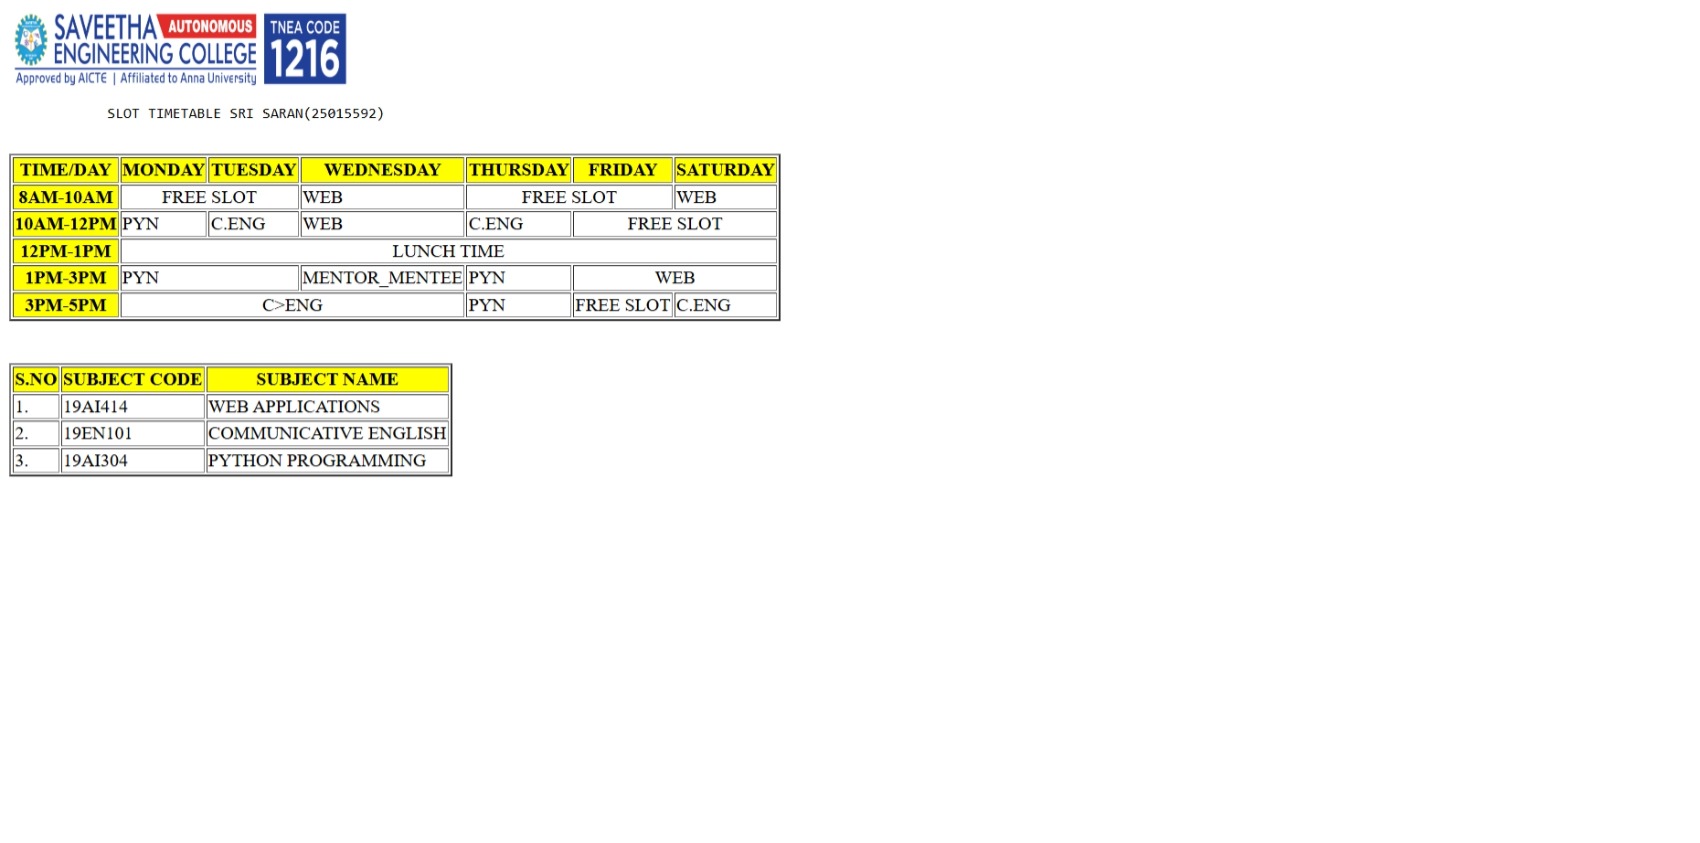 SAVEETHA AUTONOMOUS
ENGINEERING COLLEGE
Approved by AICTE | Affiliated to Anna University
TNEA CODE
1216
SLOT TIMETABLE SRI SARAN(25015592)
TIME/DAY MONDAY TUESDAY WEDNESDAY THURSDAY FRIDAY SATURDAY
8AM-10AM FREE SLOT WEB FREE SLOT WEB
10AM-12PM PYN C.ENG WEB C.ENG FREE SLOT
12PM-1PM LUNCH TIME
1PM-3PM PYN MENTOR_MENTEE PYN WEB
3PM-5PM C>ENG PYN FREE SLOT C.ENG
S.NO SUBJECT CODE SUBJECT NAME
1. 19AI414 WEB APPLICATIONS
2. 19EN101 COMMUNICATIVE ENGLISH
3. 19AI304 PYTHON PROGRAMMING